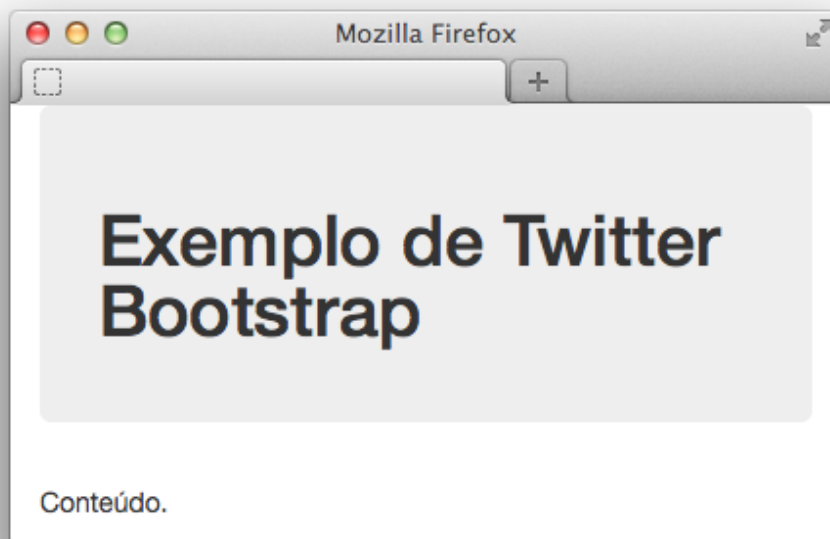 Mozilla Firefox
+
Exemplo de Twitter
Bootstrap
Conteúdo.